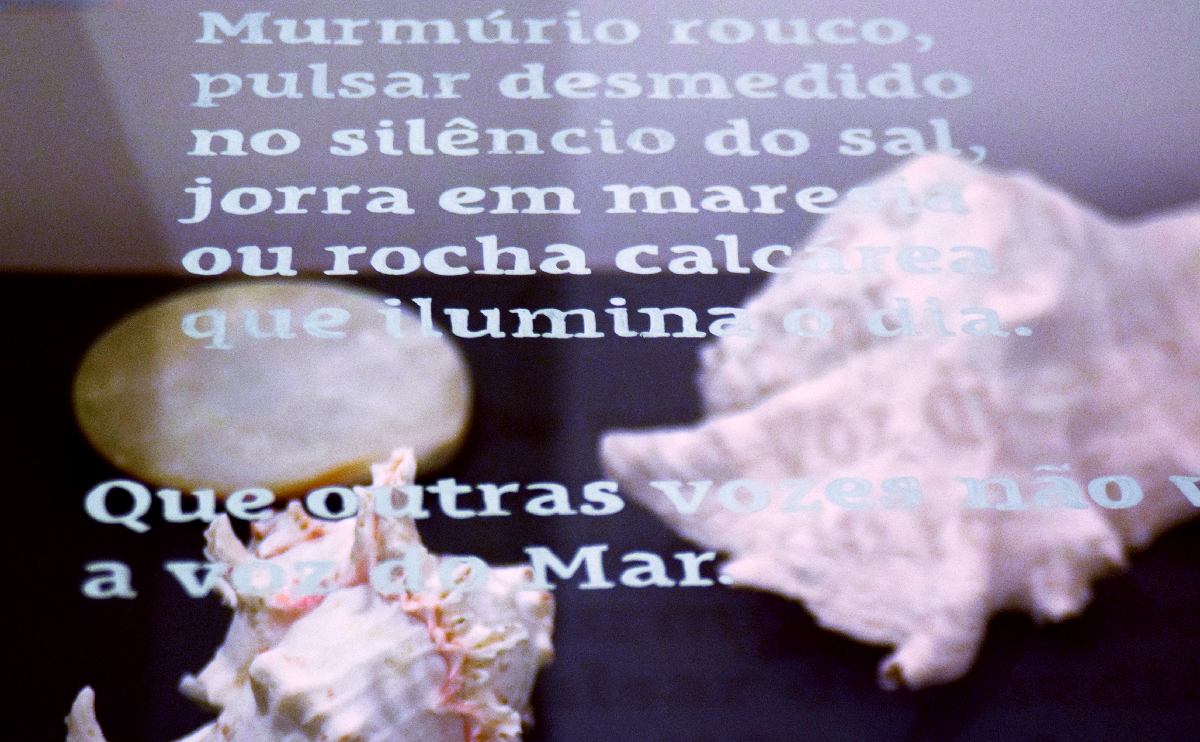 Murmúrio rouco,
pulsar desmedido
no silêncio do sal,
jorra em maresia
ou rocha calcárea
que ilumina o dia.
Que outras vozes não
a voz do Mar.